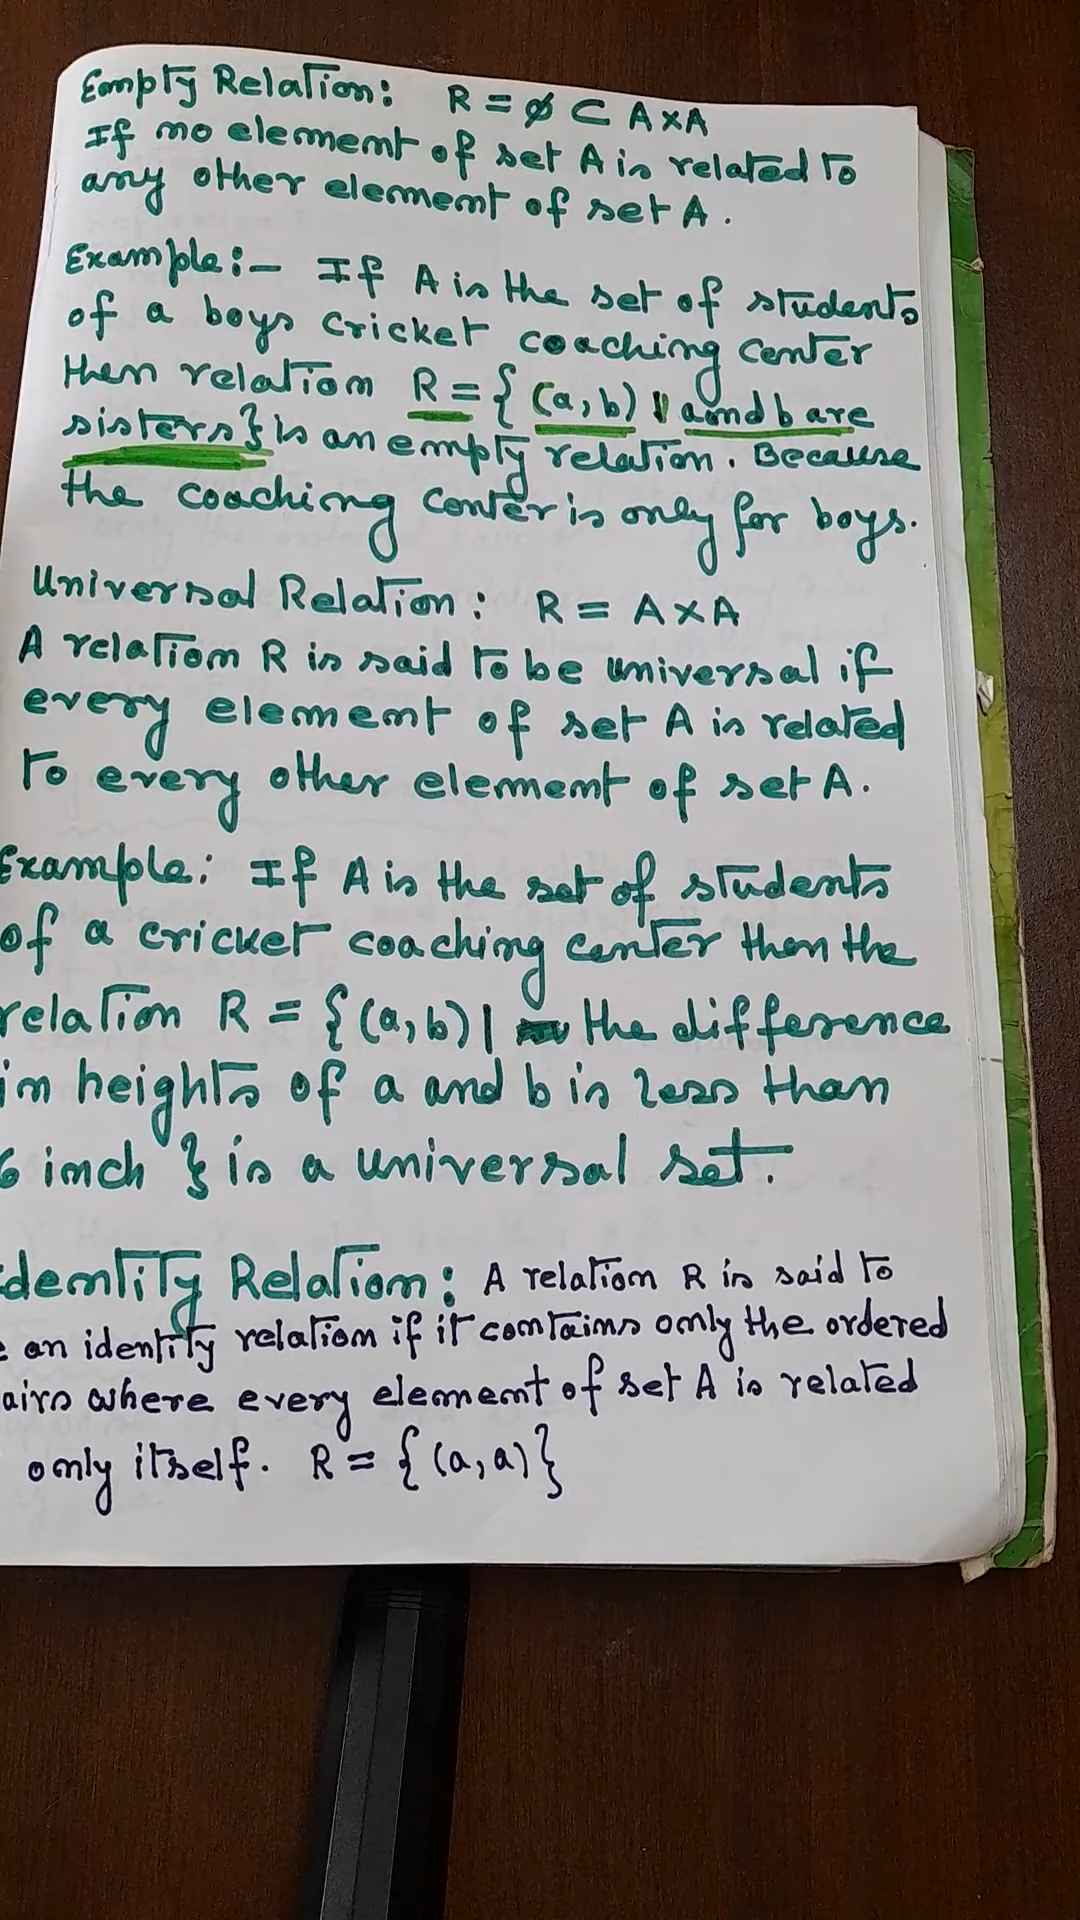 Empty Relation: R = ø ⊂ A×A
If no element of set A is related to
any other element of set A.
Example:- If A is the set of students
of a boys cricket coaching center
then relation R = { (a,b) | a and b are
sisters} is an empty relation. Because
the coaching center is only for boys.
Universal Relation: R = A×A
A relation R is said to be universal if
every element of set A is related
to every other element of set A.
Example: If A is the set of students
of a cricket coaching center then the
relation R = {(a,b)| the difference
in heights of a and b is less than
6 inch } is a universal set.
dentity Relation: A relation R is said to
e an identity relation if it contains only the ordered
airs where every element of set A is related
only itself. R = {(a,a)}